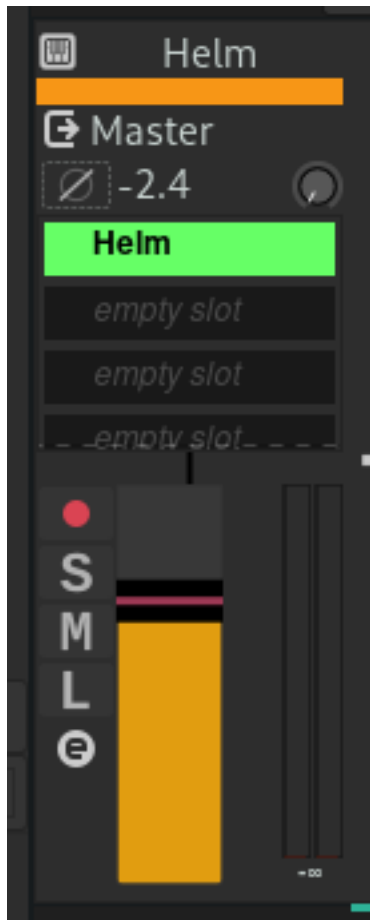 Helm
Master
-2.4
Helm
empty slot
empty slot
empty slot
S
M
L
e
-∞